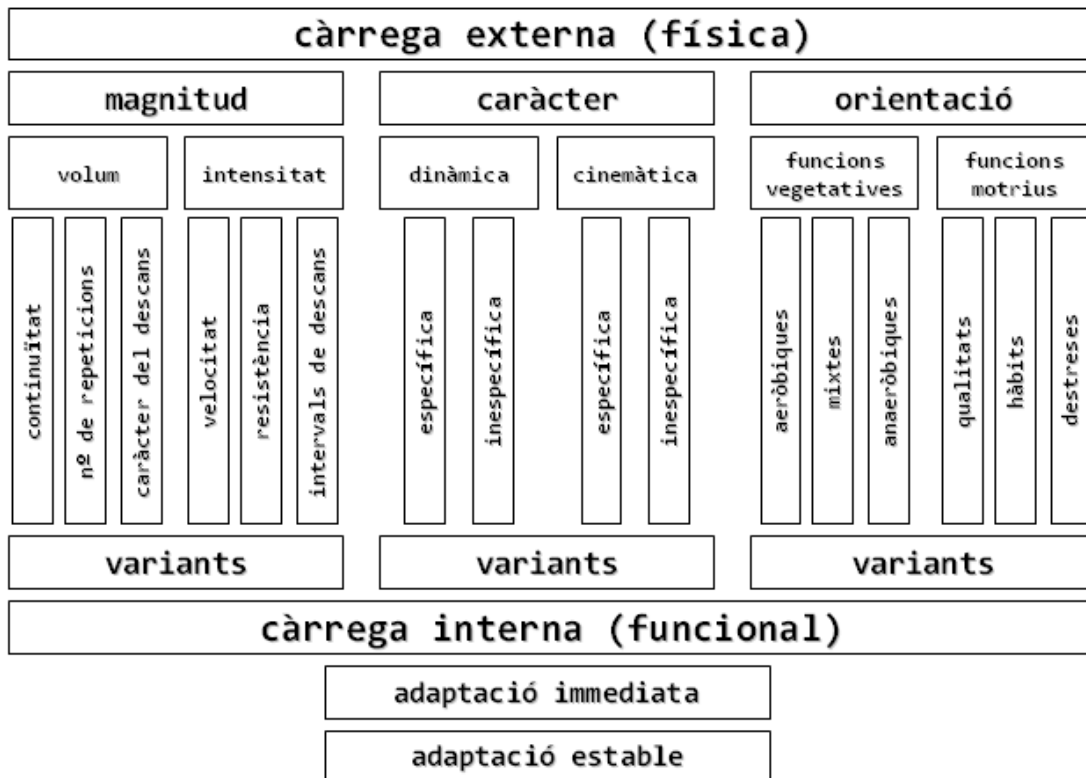 càrrega externa (física)
magnitud
caràcter
orientació
volum
intensitat
dinàmica
cinemàtica
funcions
vegetatives
funcions
motrius
continuïtat
nº de repeticions
caràcter del descans
velocitat
resistència
intervals de descans
específica
inespecífica
específica
inespecífica
aeròbiques
mixtes
anaeròbiques
qualitats
hàbits
destreses
variants
variants
variants
càrrega interna (funcional)
adaptació immediata
adaptació estable